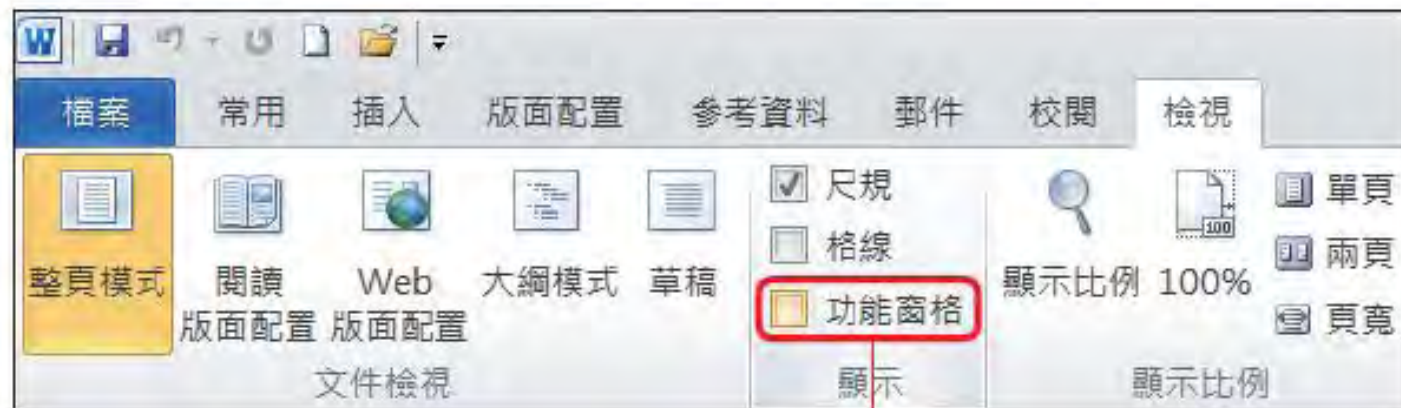 W
檔案 常用 插入 版面配置 參考資料 郵件 校閱 檢視
整頁模式
閱讀
版面配置
Web
版面配置
大綱模式
草稿
文件檢視
尺規
格線
功能窗格
顯示
顯示比例
100
100%
單頁
兩頁
頁寬
顯示比例